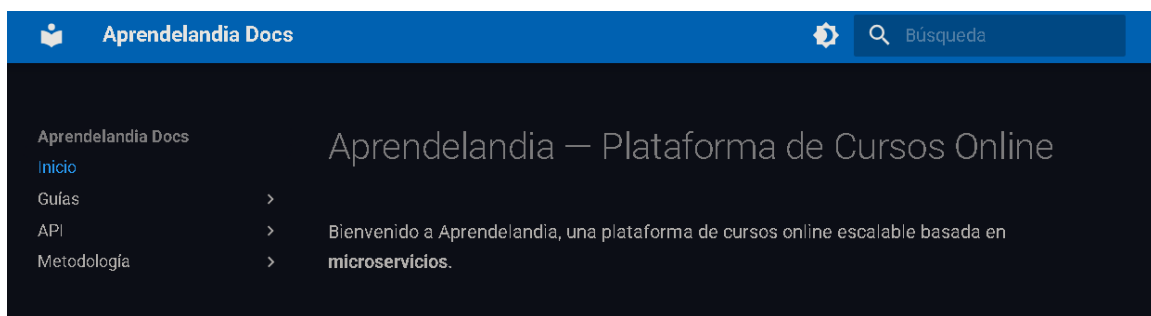 Aprendelandia Docs
Búsqueda
Aprendelandia Docs
Inicio
Guías
API
Metodología
Aprendelandia — Plataforma de Cursos Online
Bienvenido a Aprendelandia, una plataforma de cursos online escalable basada en
microservicios.